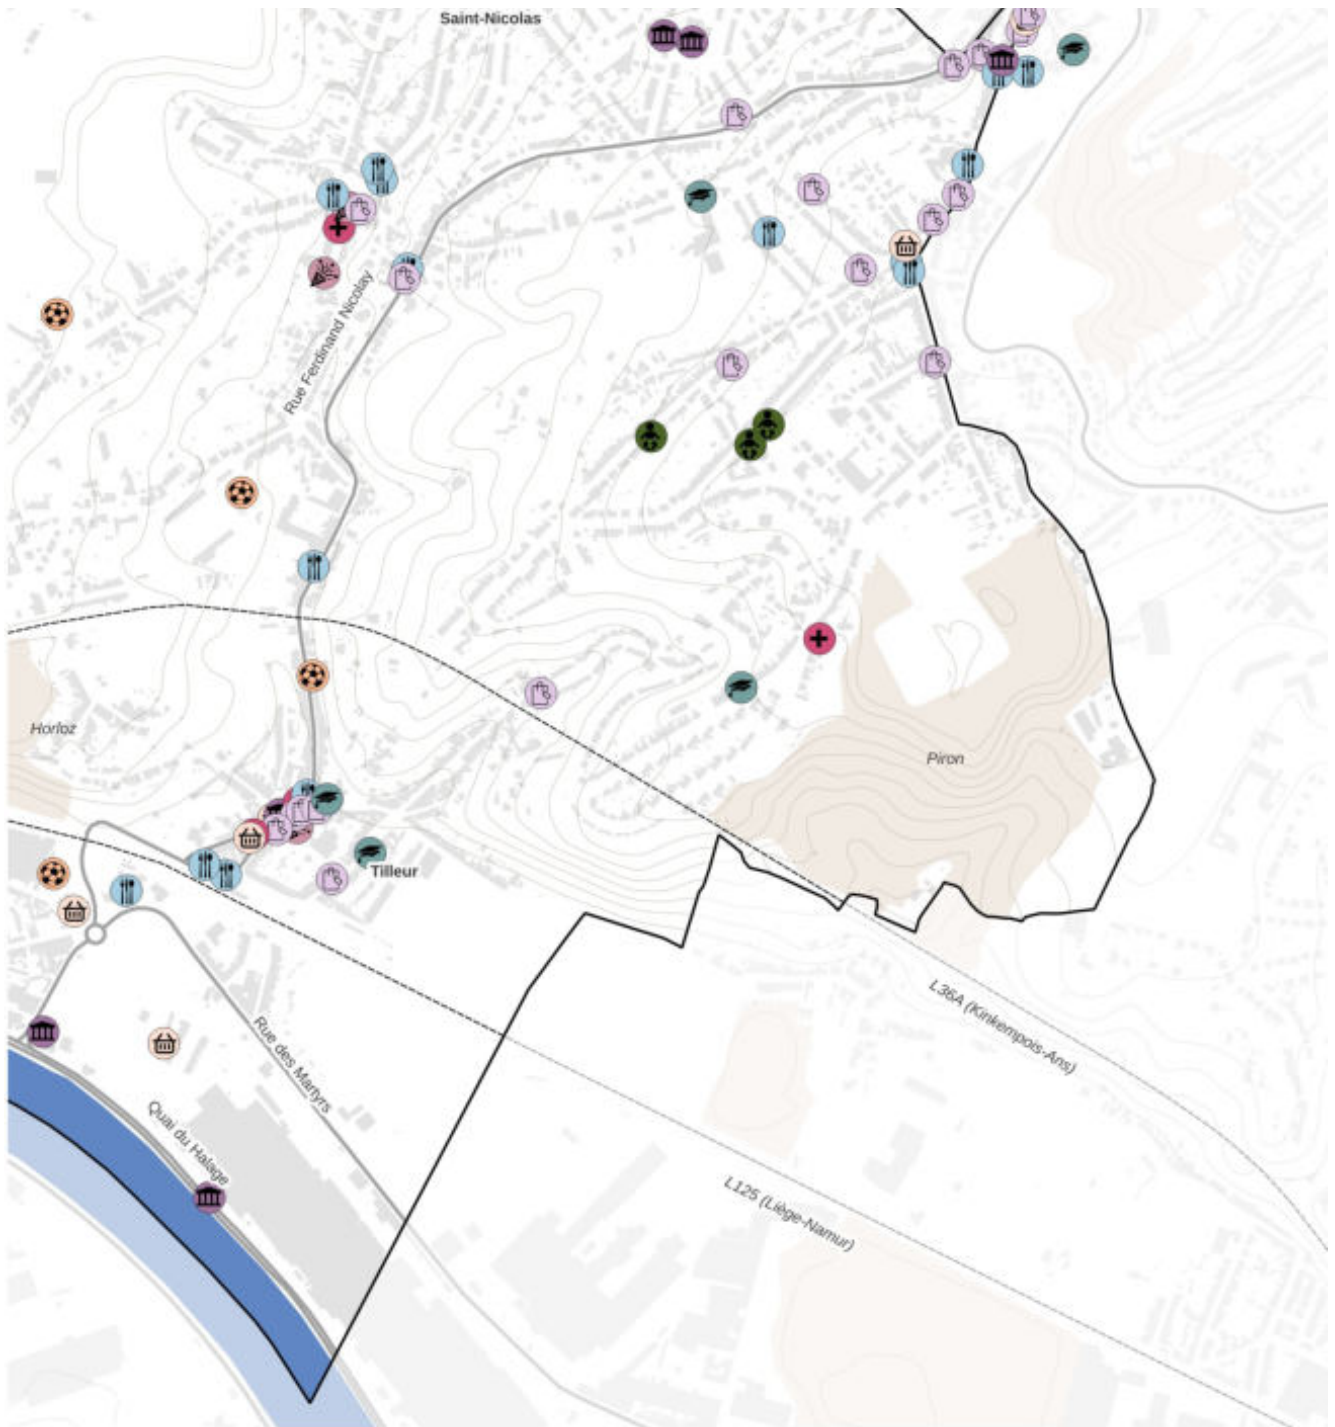 Saint-Nicolas
Rue Ferdinand Nicolay
Horloz
Piron
Tilleur
L36A (Kinkempois-Ans)
Rue des Martyrs
Quai du Halage
L125 (Liège-Namur)